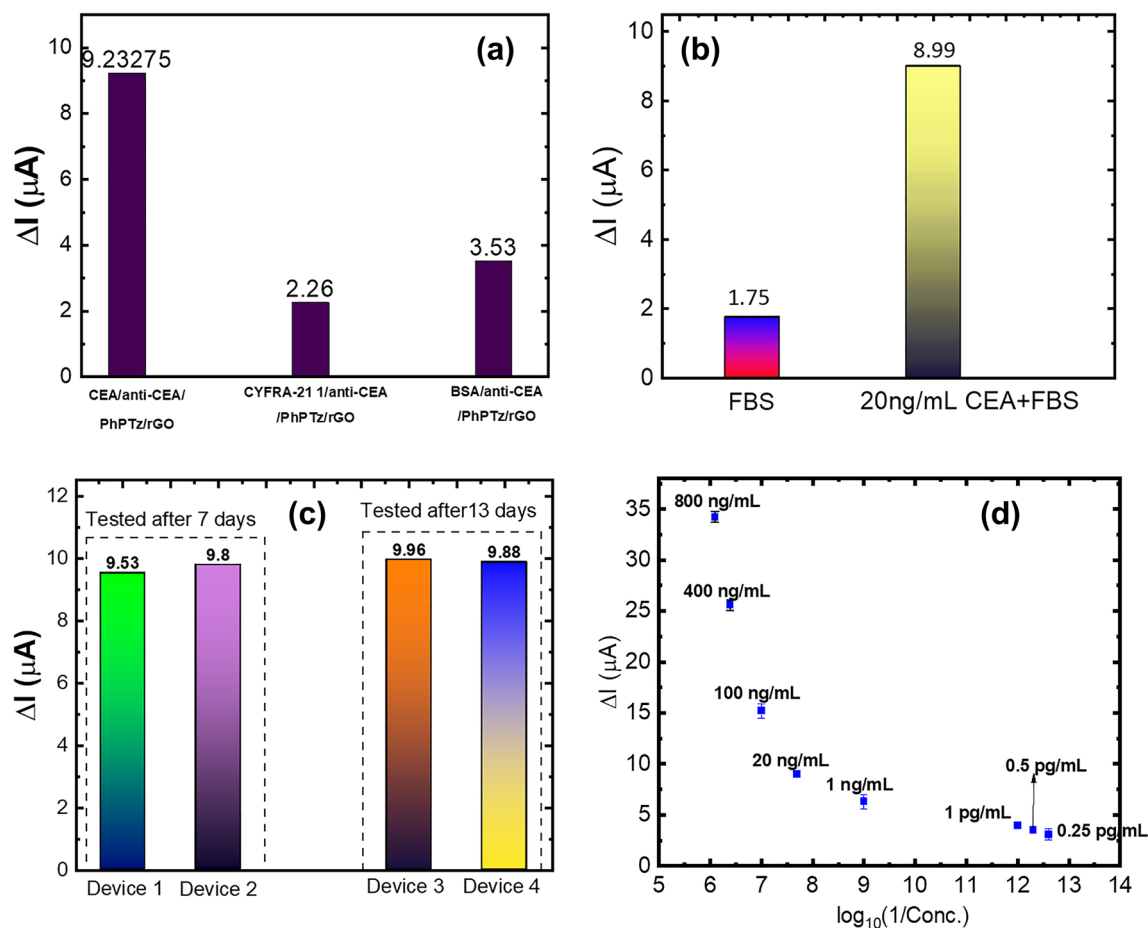 (a)
10
8
6
4
2
0
ΔI (μA)
9.23275
2.26
3.53
CEA/anti-CEA/
PhPTz/rGO
CYFRA-21 1/anti-CEA
/PhPTz/rGO
BSA/anti-CEA
/PhPTz/rGO
(b)
10
8
6
4
2
0
ΔI (μA)
1.75
8.99
FBS
20ng/mL CEA+FBS
(c)
12
10
8
6
4
2
0
ΔI (μA)
Tested after 7 days
Tested after13 days
9.53
9.8
9.96
9.88
Device 1
Device 2
Device 3
Device 4
(d)
35
30
25
20
15
10
5
0
ΔI (μA)
800 ng/mL
400 ng/mL
100 ng/mL
20 ng/mL
1 ng/mL
0.5 pg/mL
1 pg/mL
0.25 pg/mL
5 6 7 8 9 10 11 12 13 14
log10(1/Conc.)